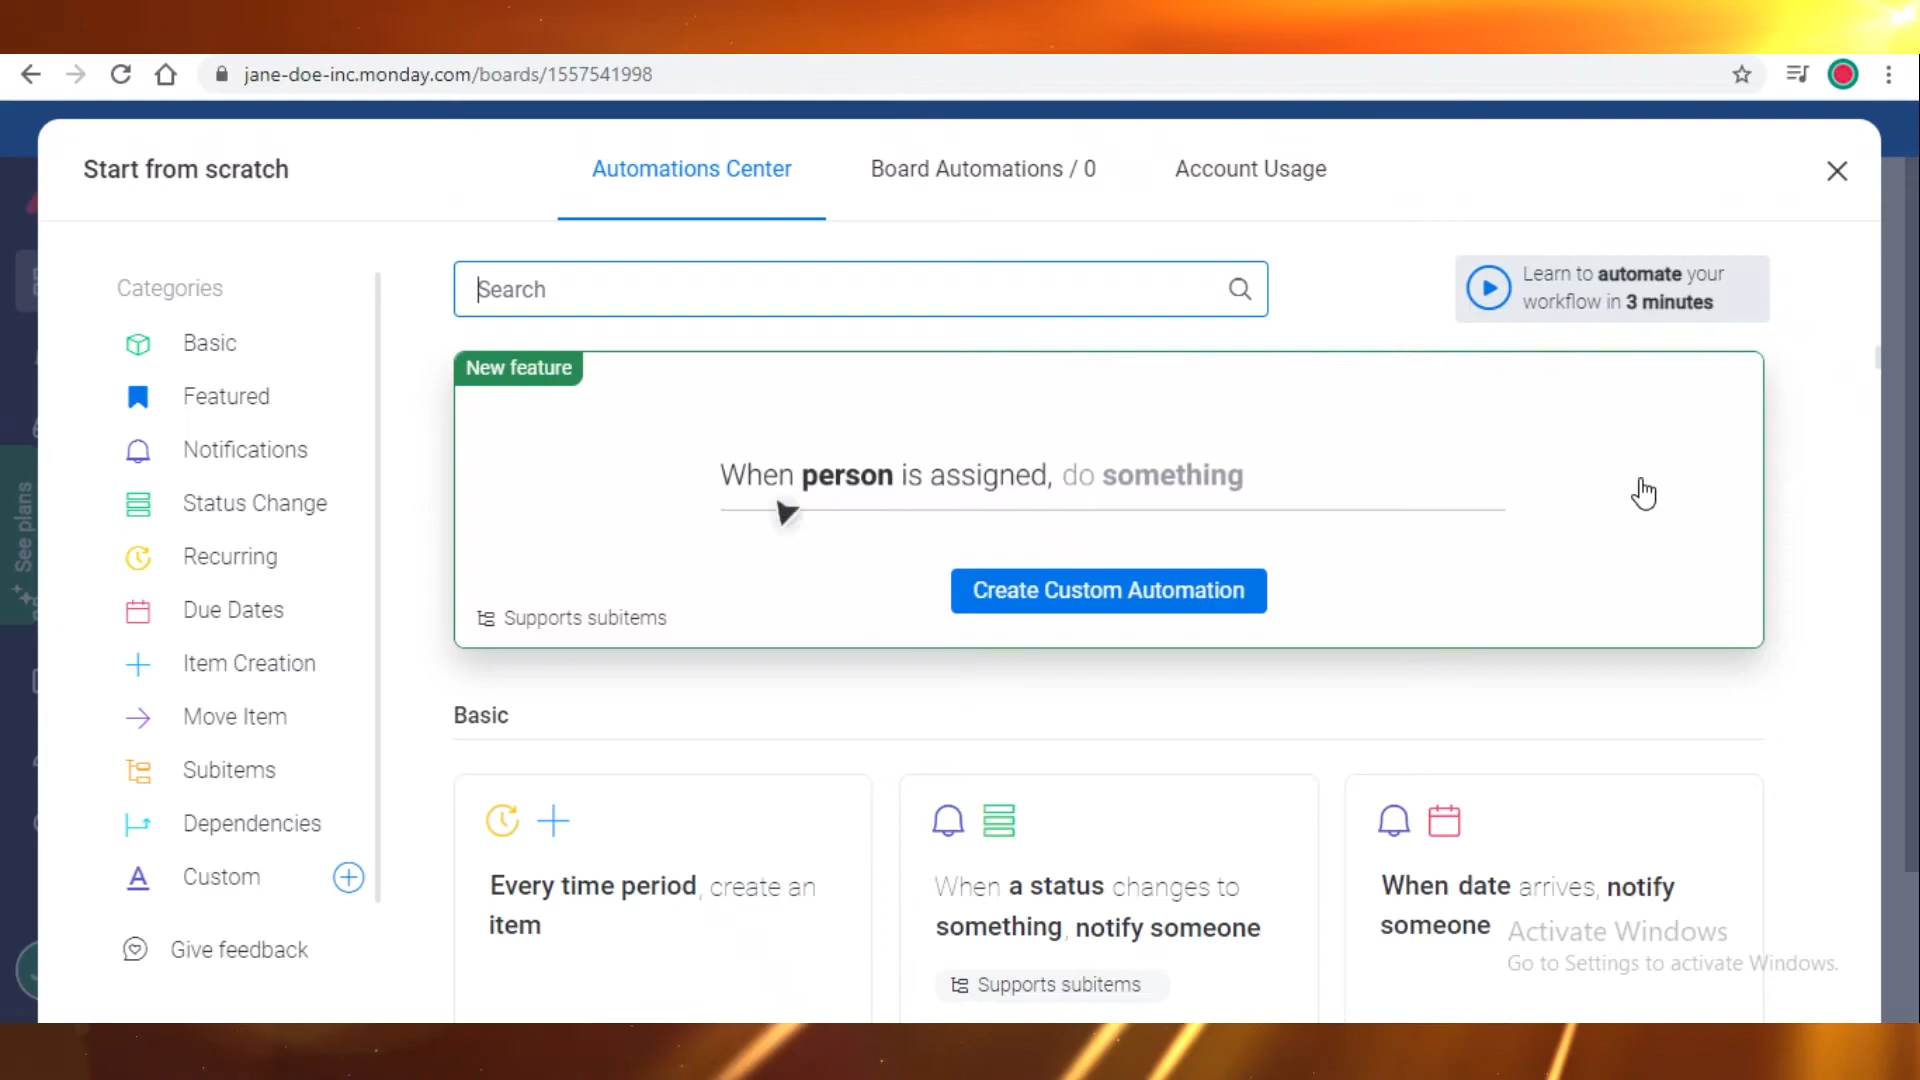 jane-doe-inc.monday.com/boards/1557541998
Start from scratch
Automations Center
Board Automations / 0
Account Usage
Categories
Basic
Featured
Notifications
Status Change
Recurring
Due Dates
Item Creation
Move Item
Subitems
Dependencies
Custom
Give feedback
See plans
Search
Learn to automate your
workflow in 3 minutes
New feature
When person is assigned, do something
Create Custom Automation
Supports subitems
Basic
Every time period, create an
item
When a status changes to
something, notify someone
Supports subitems
When date arrives, notify
someone
Activate Windows
Go to Settings to activate Windows.